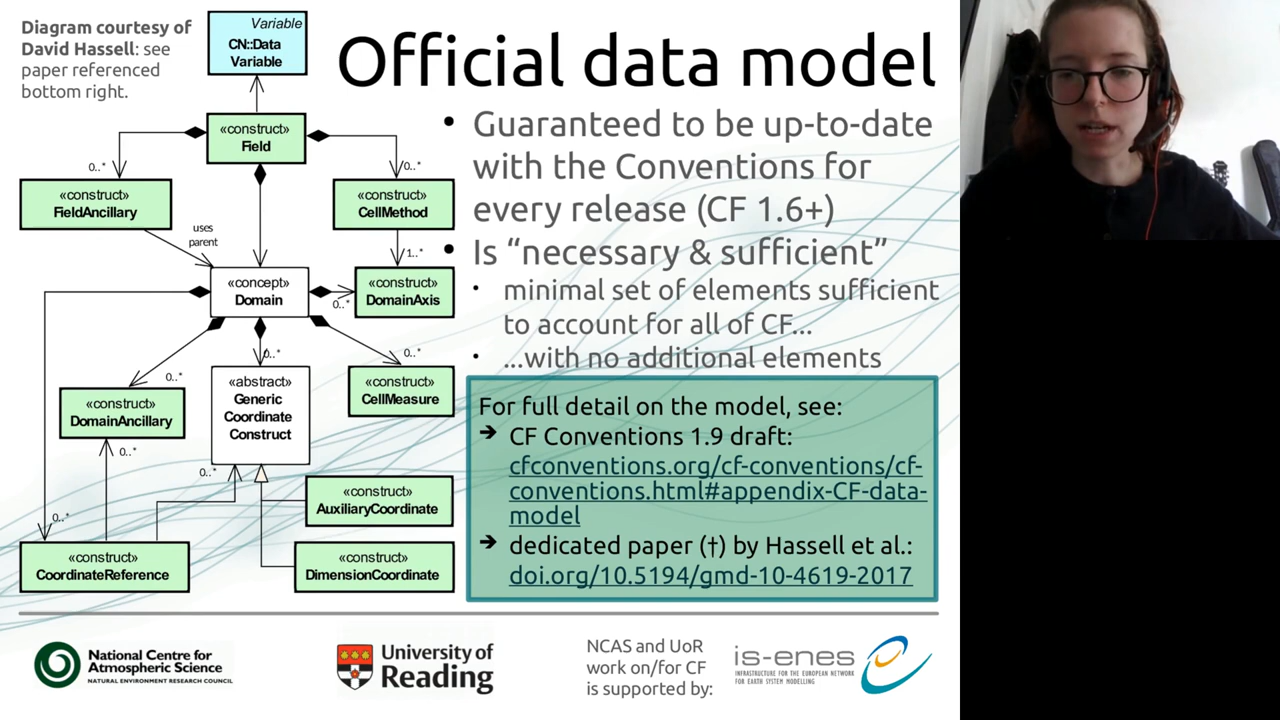 Diagram courtesy of
David Hassell: see
paper referenced
bottom right.
Variable
CN::Data
Variable
Official data model
«construct»
Field
0..*
0..*
«construct»
FieldAncillary
«construct»
CellMethod
uses
parent
1..*
«concept»
Domain
0..*
«construct»
DomainAxis
0..*
0..*
0..*
«construct»
DomainAncillary
«abstract»
Generic
Coordinate
Construct
«construct»
CellMeasure
0..*
0..*
0..*
«construct»
AuxiliaryCoordinate
«construct»
CoordinateReference
«construct»
DimensionCoordinate
• Guaranteed to be up-to-date
with the Conventions for
every release (CF 1.6+)
• Is “necessary & sufficient”
• minimal set of elements sufficient
to account for all of CF...
• ...with no additional elements
For full detail on the model, see:
➔ CF Conventions 1.9 draft:
cfconventions.org/cf-conventions/cf-
conventions.html#appendix-CF-data-
model
➔ dedicated paper (†) by Hassell et al.:
doi.org/10.5194/gmd-10-4619-2017
National Centre for
Atmospheric Science
NATURAL ENVIRONMENT RESEARCH COUNCIL
University of
Reading
NCAS and UoR
work on/for CF
is supported by:
is-enes
INFRASTRUCTURE FOR THE EUROPEAN NETWORK
FOR EARTH SYSTEM MODELLING